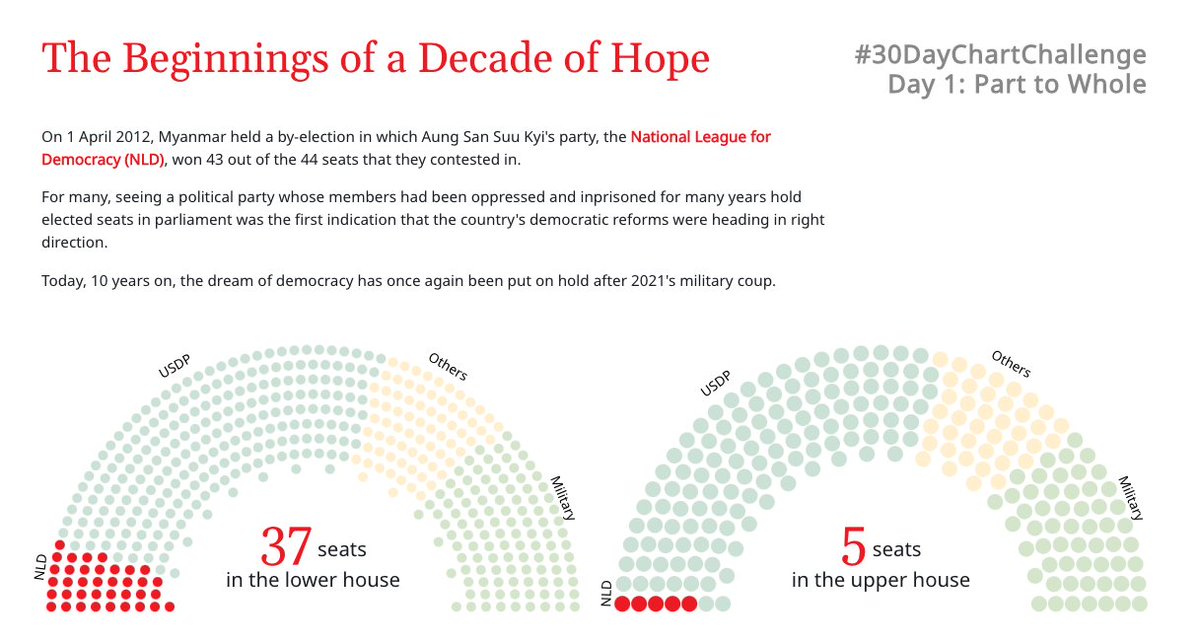 The Beginnings of a Decade of Hope
#30DayChartChallenge
Day 1: Part to Whole
On 1 April 2012, Myanmar held a by-election in which Aung San Suu Kyi's party, the National League for
Democracy (NLD), won 43 out of the 44 seats that they contested in.
For many, seeing a political party whose members had been oppressed and inprisoned for many years hold
elected seats in parliament was the first indication that the country's democratic reforms were heading in right
direction.
Today, 10 years on, the dream of democracy has once again been put on hold after 2021's military coup.
USDP
Others
Military
NLD
37 seats
in the lower house
USDP
Others
Military
NLD
5 seats
in the upper house